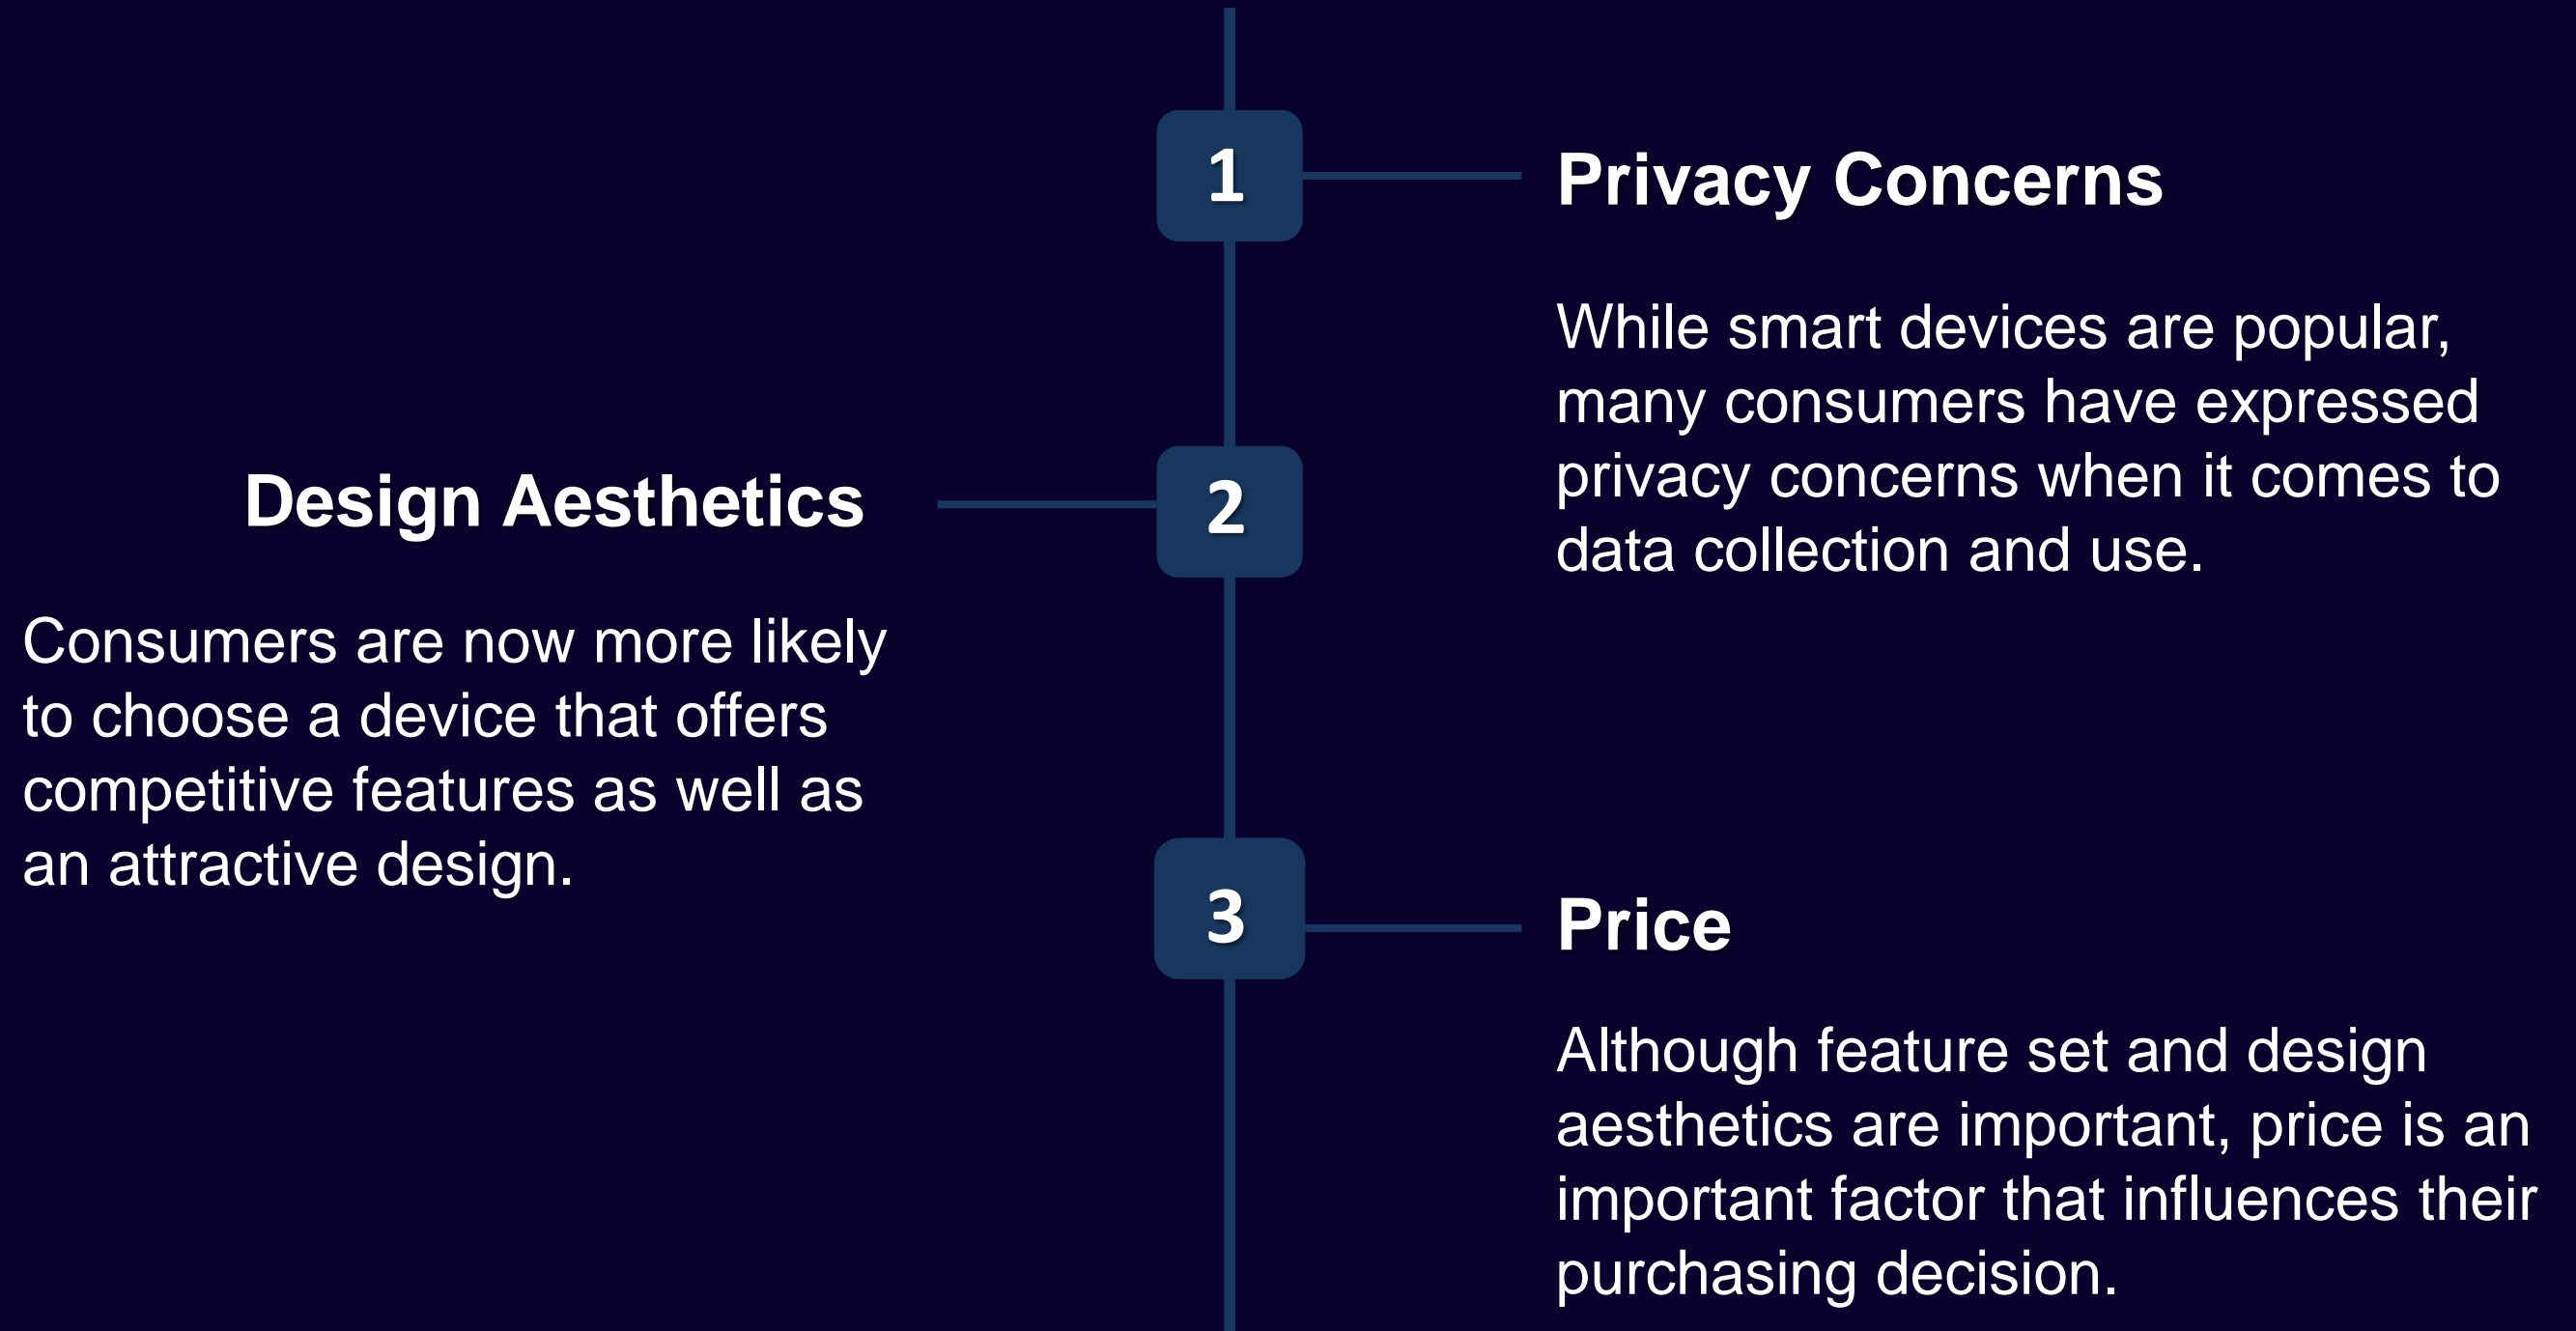 1
Privacy Concerns
While smart devices are popular,
many consumers have expressed
privacy concerns when it comes to
data collection and use.
2
Design Aesthetics
Consumers are now more likely
to choose a device that offers
competitive features as well as
an attractive design.
3
Price
Although feature set and design
aesthetics are important, price is an
important factor that influences their
purchasing decision.